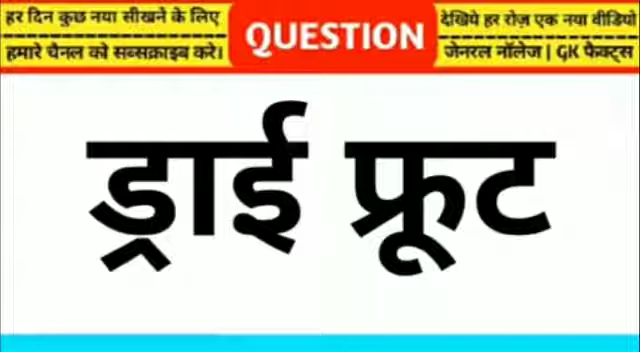 हर दिन कुछ नया सीखने के लिए
हमारे चैनल को सब्सक्राइब करे।
QUESTION
देखिये हर रोज़ एक नया वीडियो
जेनरल नॉलेज | GK फैक्ट्स
ड्राई फ्रूट